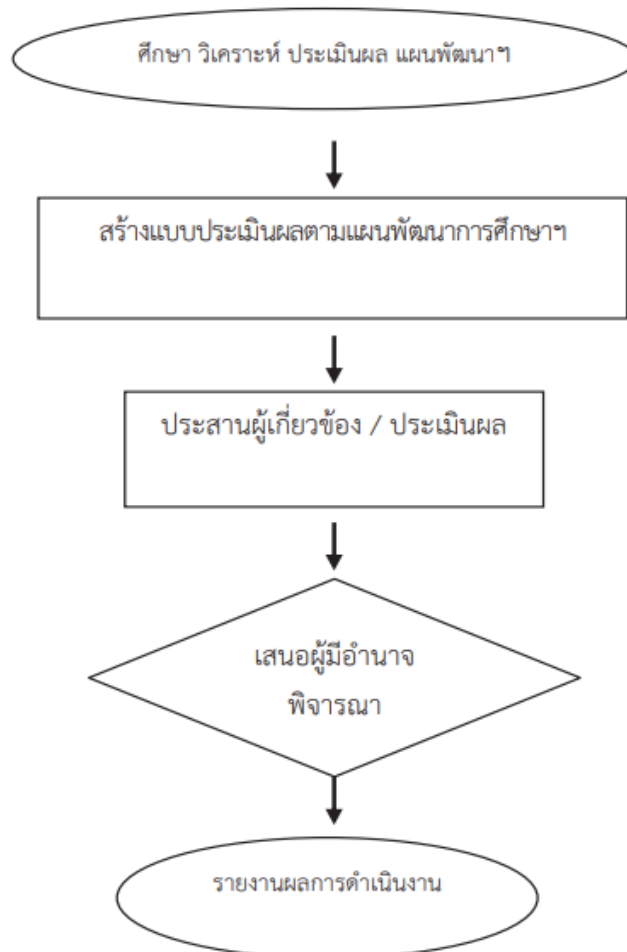 ศึกษา วิเคราะห์ ประเมินผล แผนพัฒนาฯ
สร้างแบบประเมินผลตามแผนพัฒนาการศึกษาฯ
ประสานผู้เกี่ยวข้อง / ประเมินผล
เสนอผู้มีอำนาจ
พิจารณา
รายงานผลการดำเนินงาน